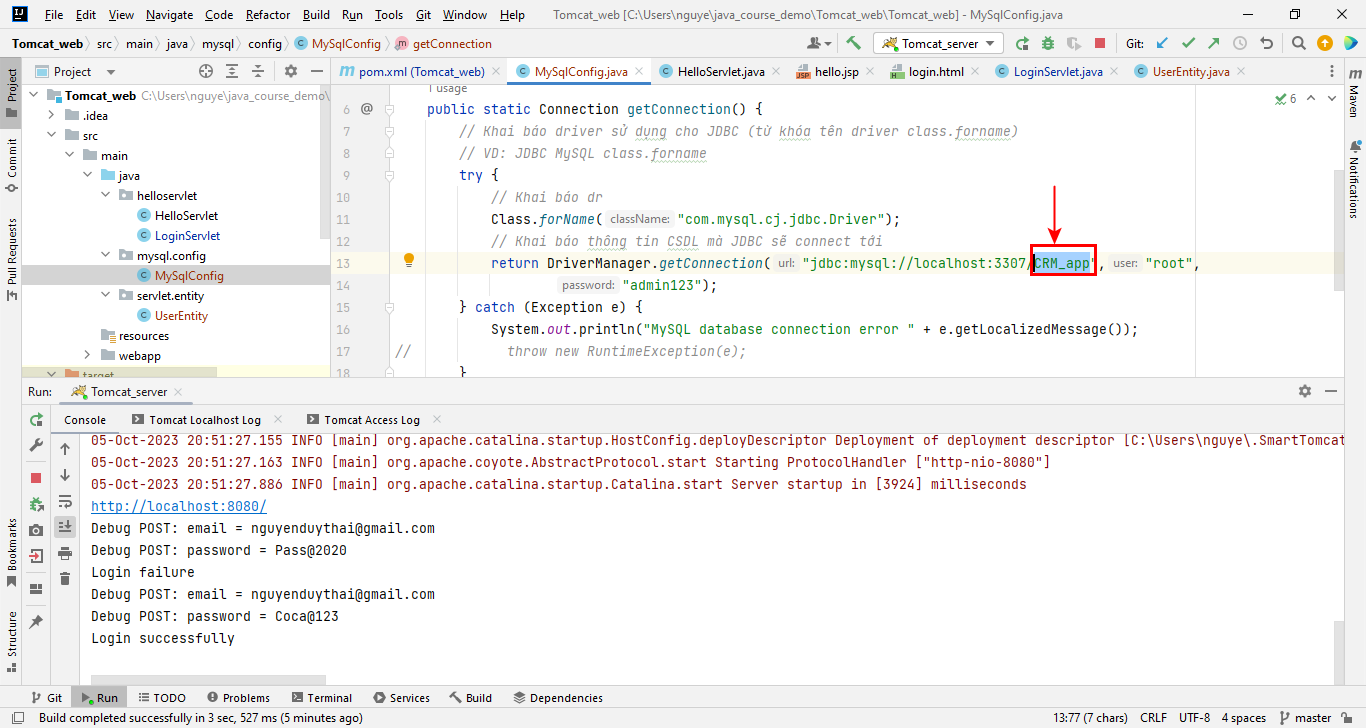 File Edit View Navigate Code Refactor Build Run Tools Git Window Help Tomcat_web [C:\Users\nguye\java_course_demo\Tomcat_web\Tomcat_web] - MySqlConfig.java
Tomcat_web src main java mysql config MySqlConfig getConnection Tomcat_server Git:
Project pom.xml (Tomcat_web) MySqlConfig.java HelloServlet.java hello.jsp login.html LoginServlet.java UserEntity.java
Tomcat_web C:\Users\nguye\java_course_demo\
.idea
src
main
java
helloservlet
HelloServlet
LoginServlet
mysql.config
MySqlConfig
servlet.entity
UserEntity
resources
webapp
target
1 usage
6 @ public static Connection getConnection() {
7 // Khai báo driver sử dụng cho JDBC (từ khóa tên driver class.forname)
8 // VD: JDBC MySQL class.forname
9 try {
10 // Khai báo dr
11 Class.forName( className: "com.mysql.cj.jdbc.Driver");
12 // Khai báo thông tin CSDL mà JDBC sẽ connect tới
13 return DriverManager.getConnection( url: "jdbc:mysql://localhost:3307/CRM_app", user: "root",
14 password: "admin123");
15 } catch (Exception e) {
16 System.out.println("MySQL database connection error " + e.getLocalizedMessage());
17 // throw new RuntimeException(e);
18 }
6
Project
Commit
Pull Requests
Bookmarks
Structure
Maven
Notifications
Run: Tomcat_server
Console Tomcat Localhost Log Tomcat Access Log
05-Oct-2023 20:51:27.155 INFO [main] org.apache.catalina.startup.HostConfig.deployDescriptor Deployment of deployment descriptor [C:\Users\nguye\.SmartTomcat
05-Oct-2023 20:51:27.163 INFO [main] org.apache.coyote.AbstractProtocol.start Starting ProtocolHandler ["http-nio-8080"]
05-Oct-2023 20:51:27.886 INFO [main] org.apache.catalina.startup.Catalina.start Server startup in [3924] milliseconds
http://localhost:8080/
Debug POST: email = nguyenduythai@gmail.com
Debug POST: password = Pass@2020
Login failure
Debug POST: email = nguyenduythai@gmail.com
Debug POST: password = Coca@123
Login successfully
Git Run TODO Problems Terminal Services Build Dependencies
Build completed successfully in 3 sec, 527 ms (5 minutes ago) 13:77 (7 chars) CRLF UTF-8 4 spaces master